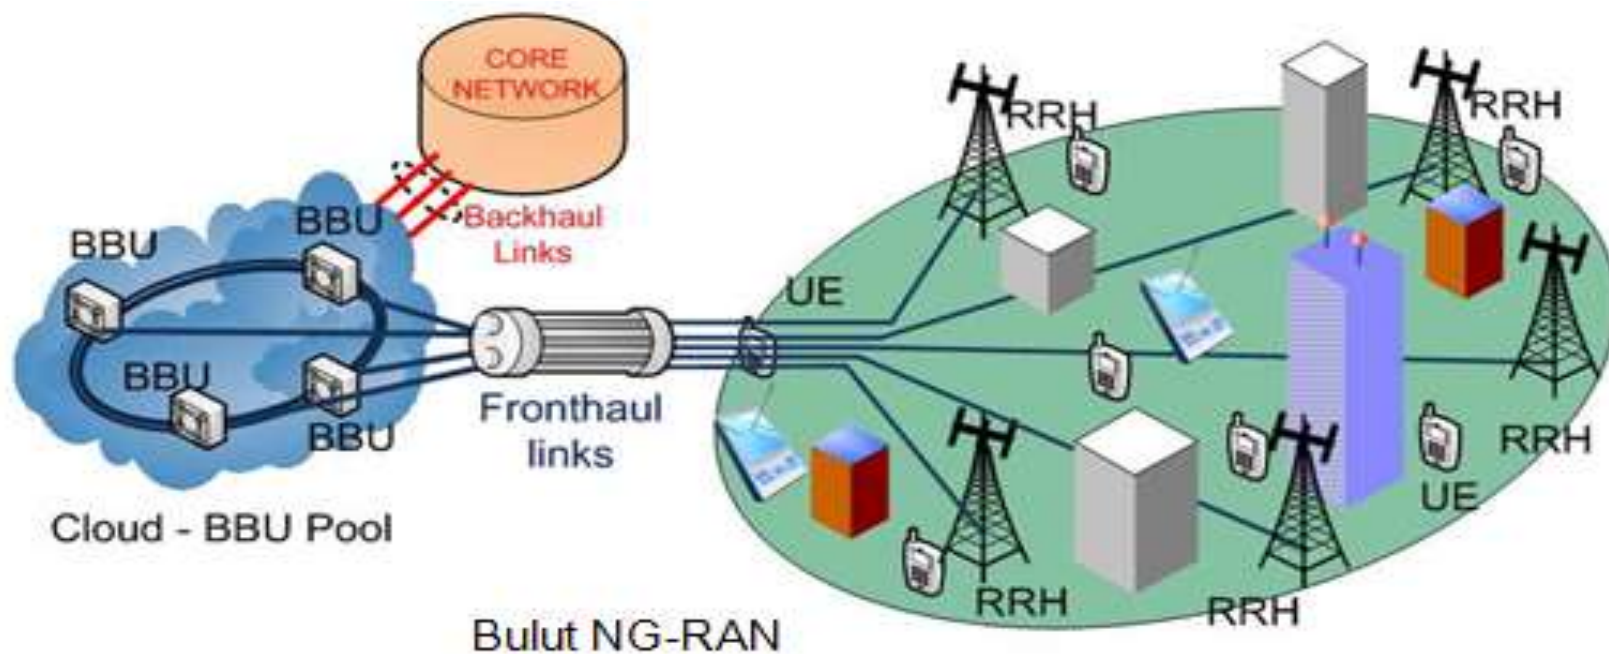 CORE
NETWORK
Backhaul
Links
BBU
BBU
BBU
BBU
Cloud - BBU Pool
Fronthaul
links
UE
RRH
RRH
RRH
UE
RRH
RRH
Bulut NG-RAN